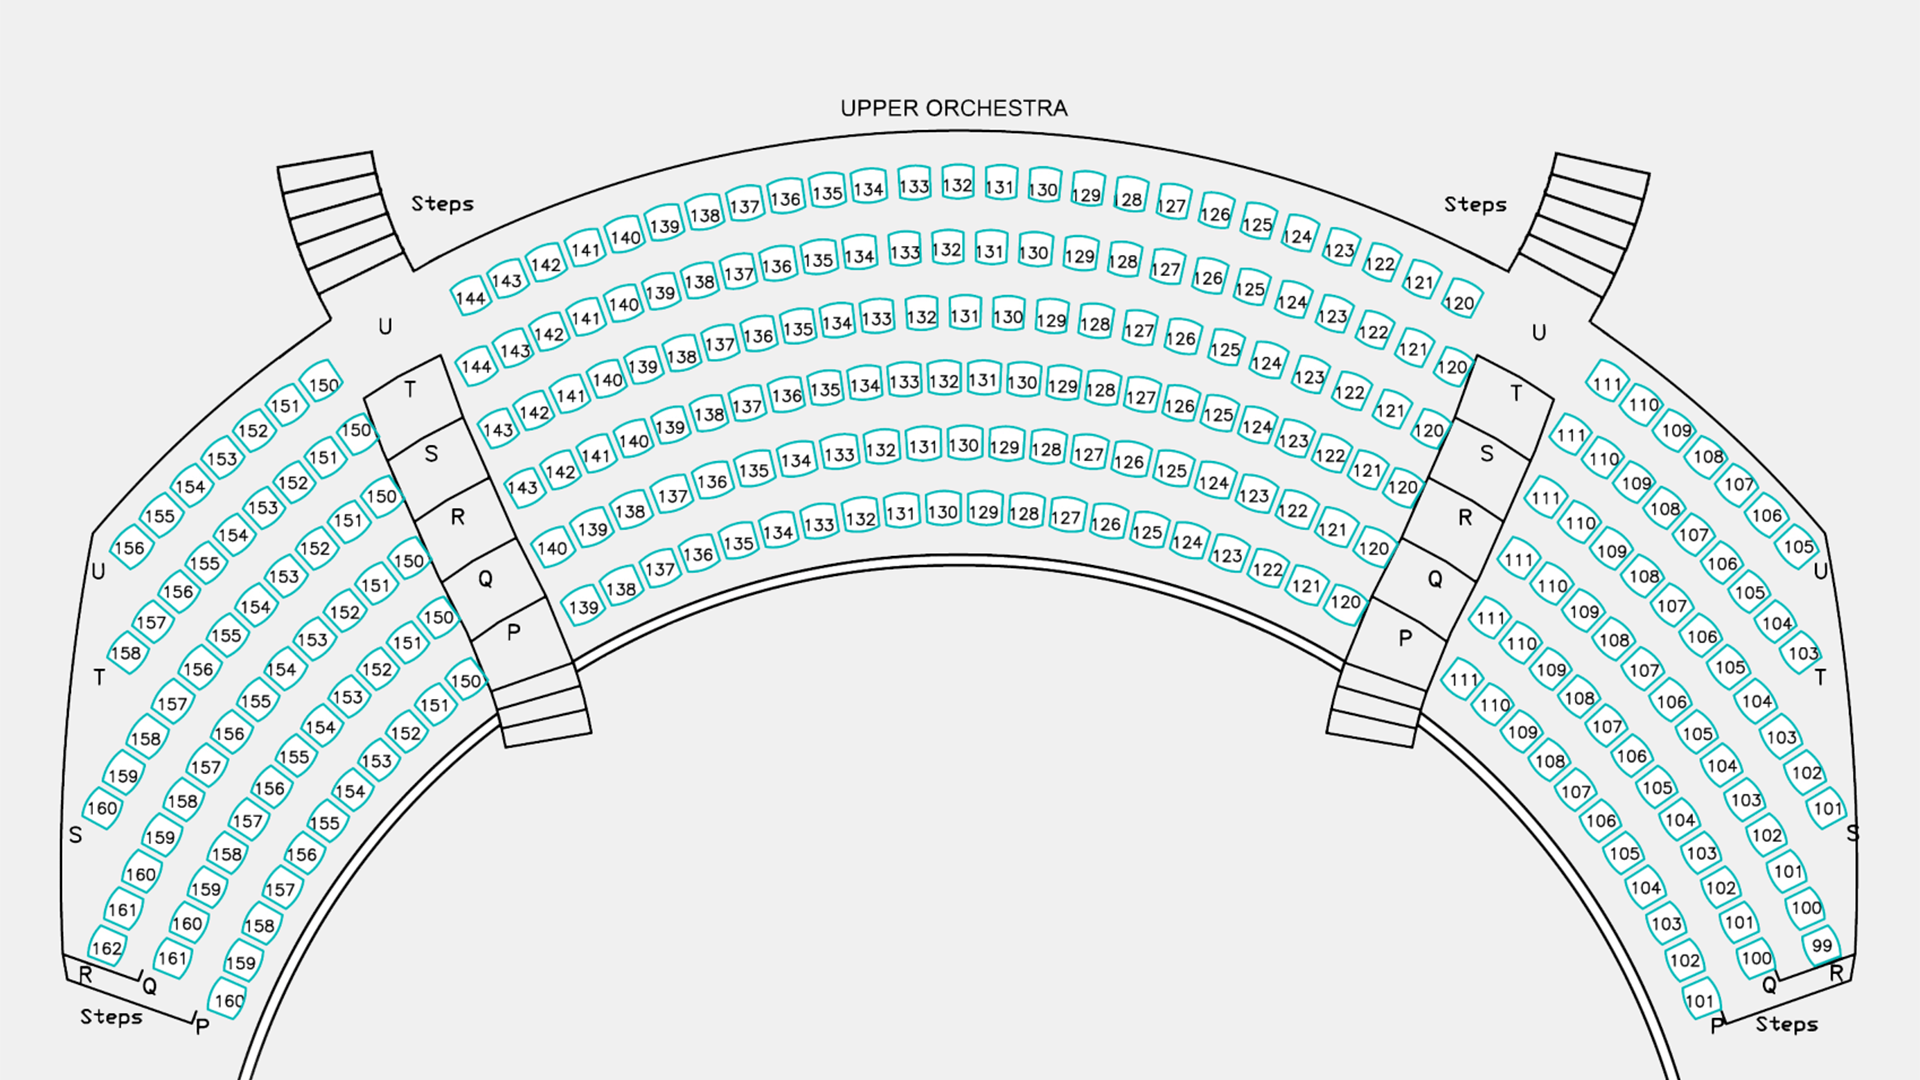 UPPER ORCHESTRA
Steps
Steps
144 143 142 141 140 139 138 137 136 135 134 133 132 131 130 129 128 127 126 125 124 123 122 121 120
144 143 142 141 140 139 138 137 136 135 134 133 132 131 130 129 128 127 126 125 124 123 122 121 120
143 142 141 140 139 138 137 136 135 134 133 132 131 130 129 128 127 126 125 124 123 122 121 120
143 142 141 140 139 138 137 136 135 134 133 132 131 130 129 128 127 126 125 124 123 122 121 120
140 139 138 137 136 135 134 133 132 131 130 129 128 127 126 125 124 123 122 121 120
139 138 137 136 135 134 133 132 131 130 129 128 127 126 125 124 123 122 121 120
U
T
S
R
Q
P
U
T
S
R
Q
P
U 156 155 154 153 152 151 150
T 158 157 156 155 154 153 152 151 150
S 160 159 158 157 156 155 154 153 152 151 150
R 162 161 160 159 158 157 156 155 154 153 152 151 150
Q 161 160 159 158 157 156 155 154 153 152 151 150
P 160 159 158 157 156 155 154 153 152 151 150
Steps
111 110 109 108 107 106 105 U
111 110 109 108 107 106 105 104 103 T
111 110 109 108 107 106 105 104 103 102 101 S
111 110 109 108 107 106 105 104 103 102 101 100 99 R
111 110 109 108 107 106 105 104 103 102 101 100 Q
111 110 109 108 107 106 105 104 103 102 101 P
Steps